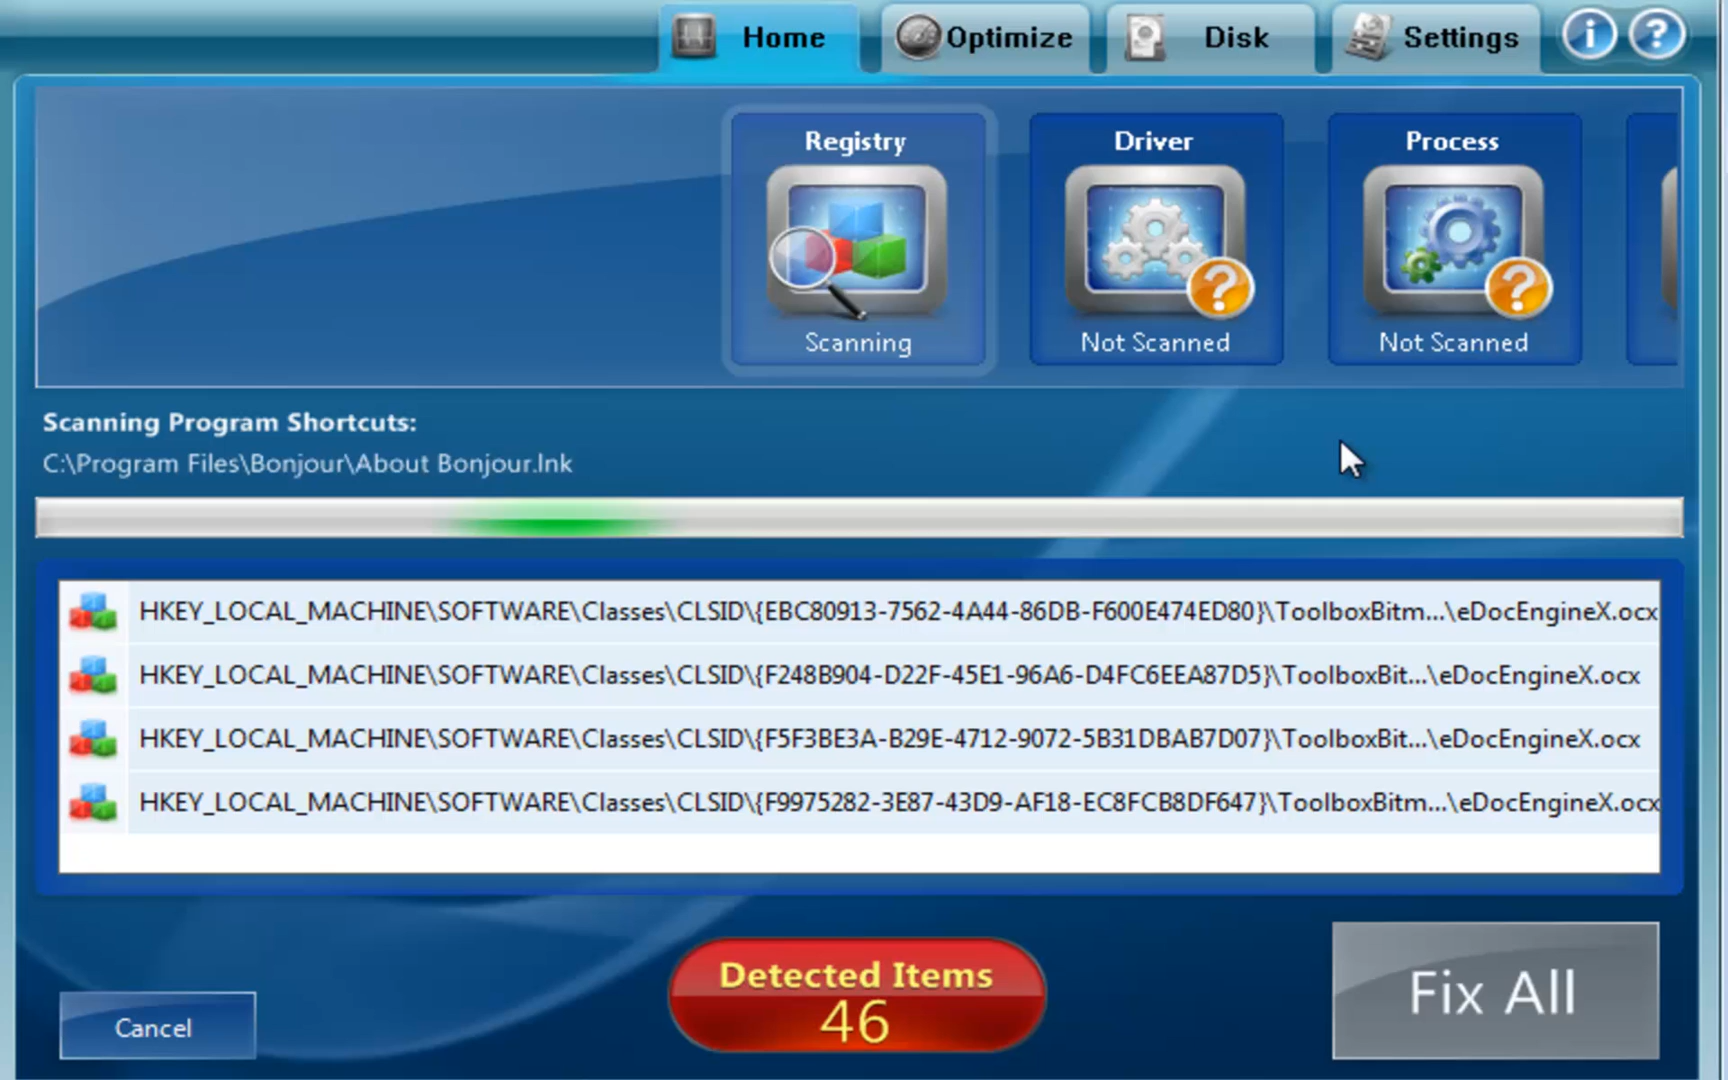 Home
Optimize
Disk
Settings
i
?
Registry
Driver
Process
?
?
Scanning
Not Scanned
Not Scanned
Scanning Program Shortcuts:
C:\Program Files\Bonjour\About Bonjour.lnk
HKEY_LOCAL_MACHINE\SOFTWARE\Classes\CLSID\{EBC80913-7562-4A44-86DB-F600E474ED80}\ToolboxBitm...\eDocEngineX.ocx
HKEY_LOCAL_MACHINE\SOFTWARE\Classes\CLSID\{F248B904-D22F-45E1-96A6-D4FC6EEA87D5}\ToolboxBit...\eDocEngineX.ocx
HKEY_LOCAL_MACHINE\SOFTWARE\Classes\CLSID\{F5F3BE3A-B29E-4712-9072-5B31DBAB7D07}\ToolboxBit...\eDocEngineX.ocx
HKEY_LOCAL_MACHINE\SOFTWARE\Classes\CLSID\{F9975282-3E87-43D9-AF18-EC8FCB8DF647}\ToolboxBitm...\eDocEngineX.ocx
Detected Items
46
Fix All
Cancel